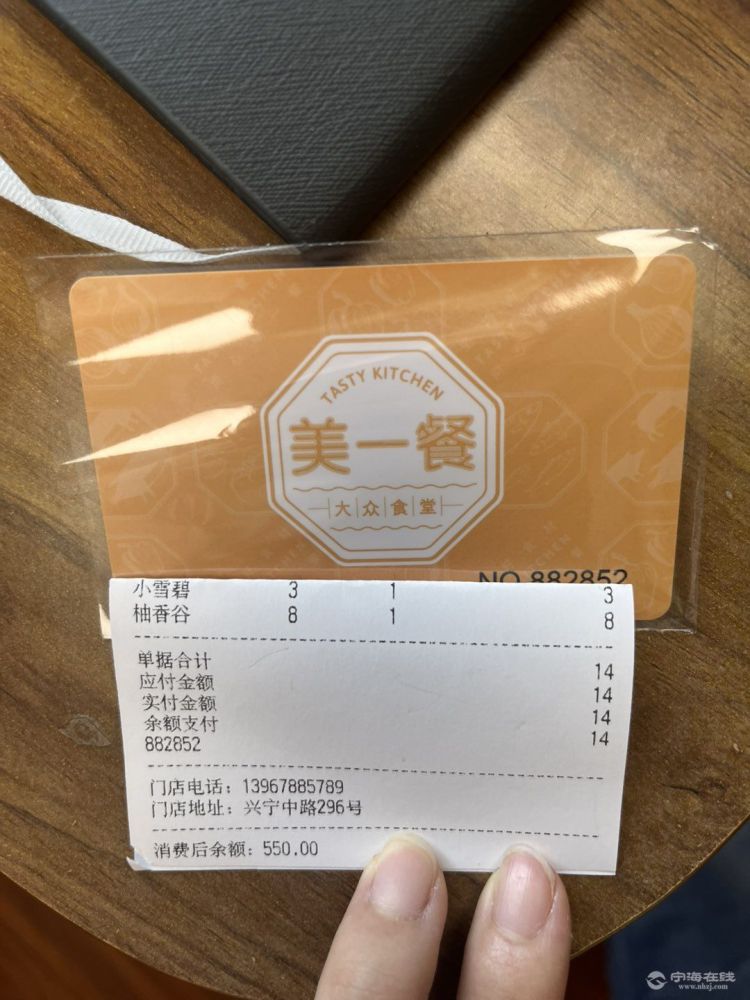 TASTY KITCHEN
美一餐
大众食堂
NO.882852
小雪碧 3 1 3
柚香谷 8 1 8
单据合计 14
应付金额 14
实付金额 14
余额支付 14
882852
门店电话：13967885789
门店地址：兴宁中路296号
消费后余额：550.00
宁海在线
www.nhzj.com